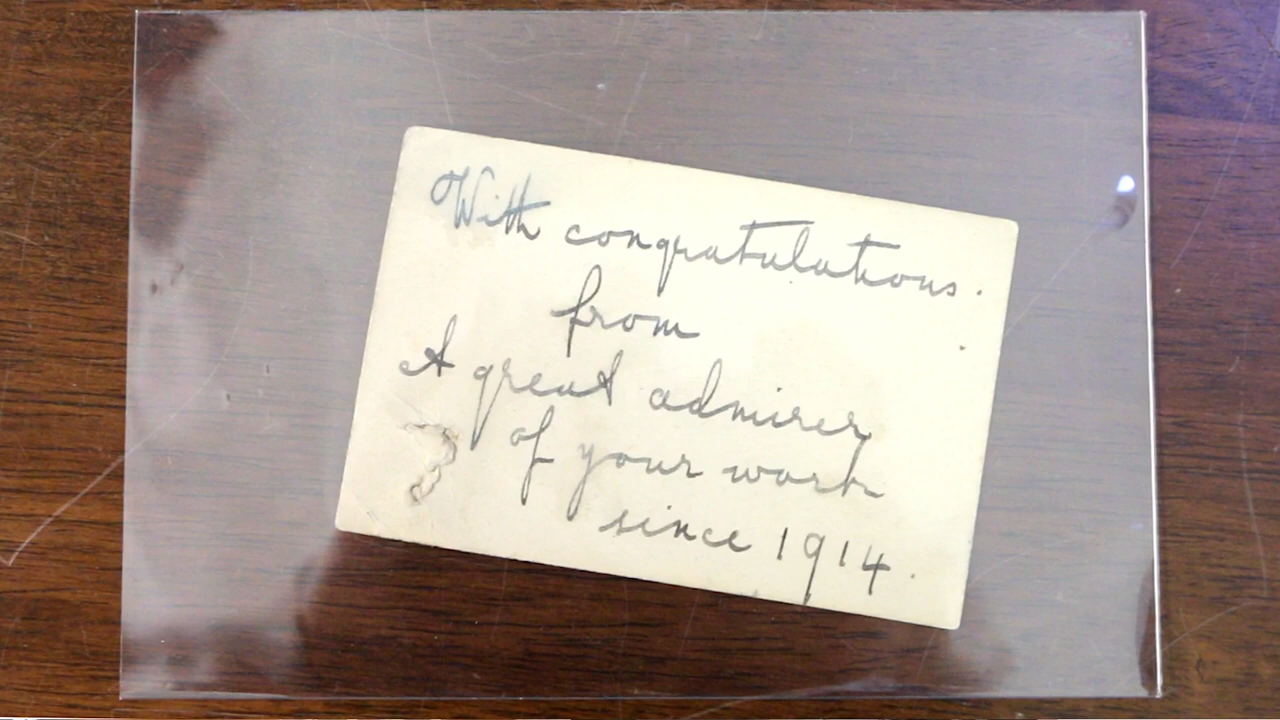 With congratulations.
from
A great admirer
of your work
since 1914.